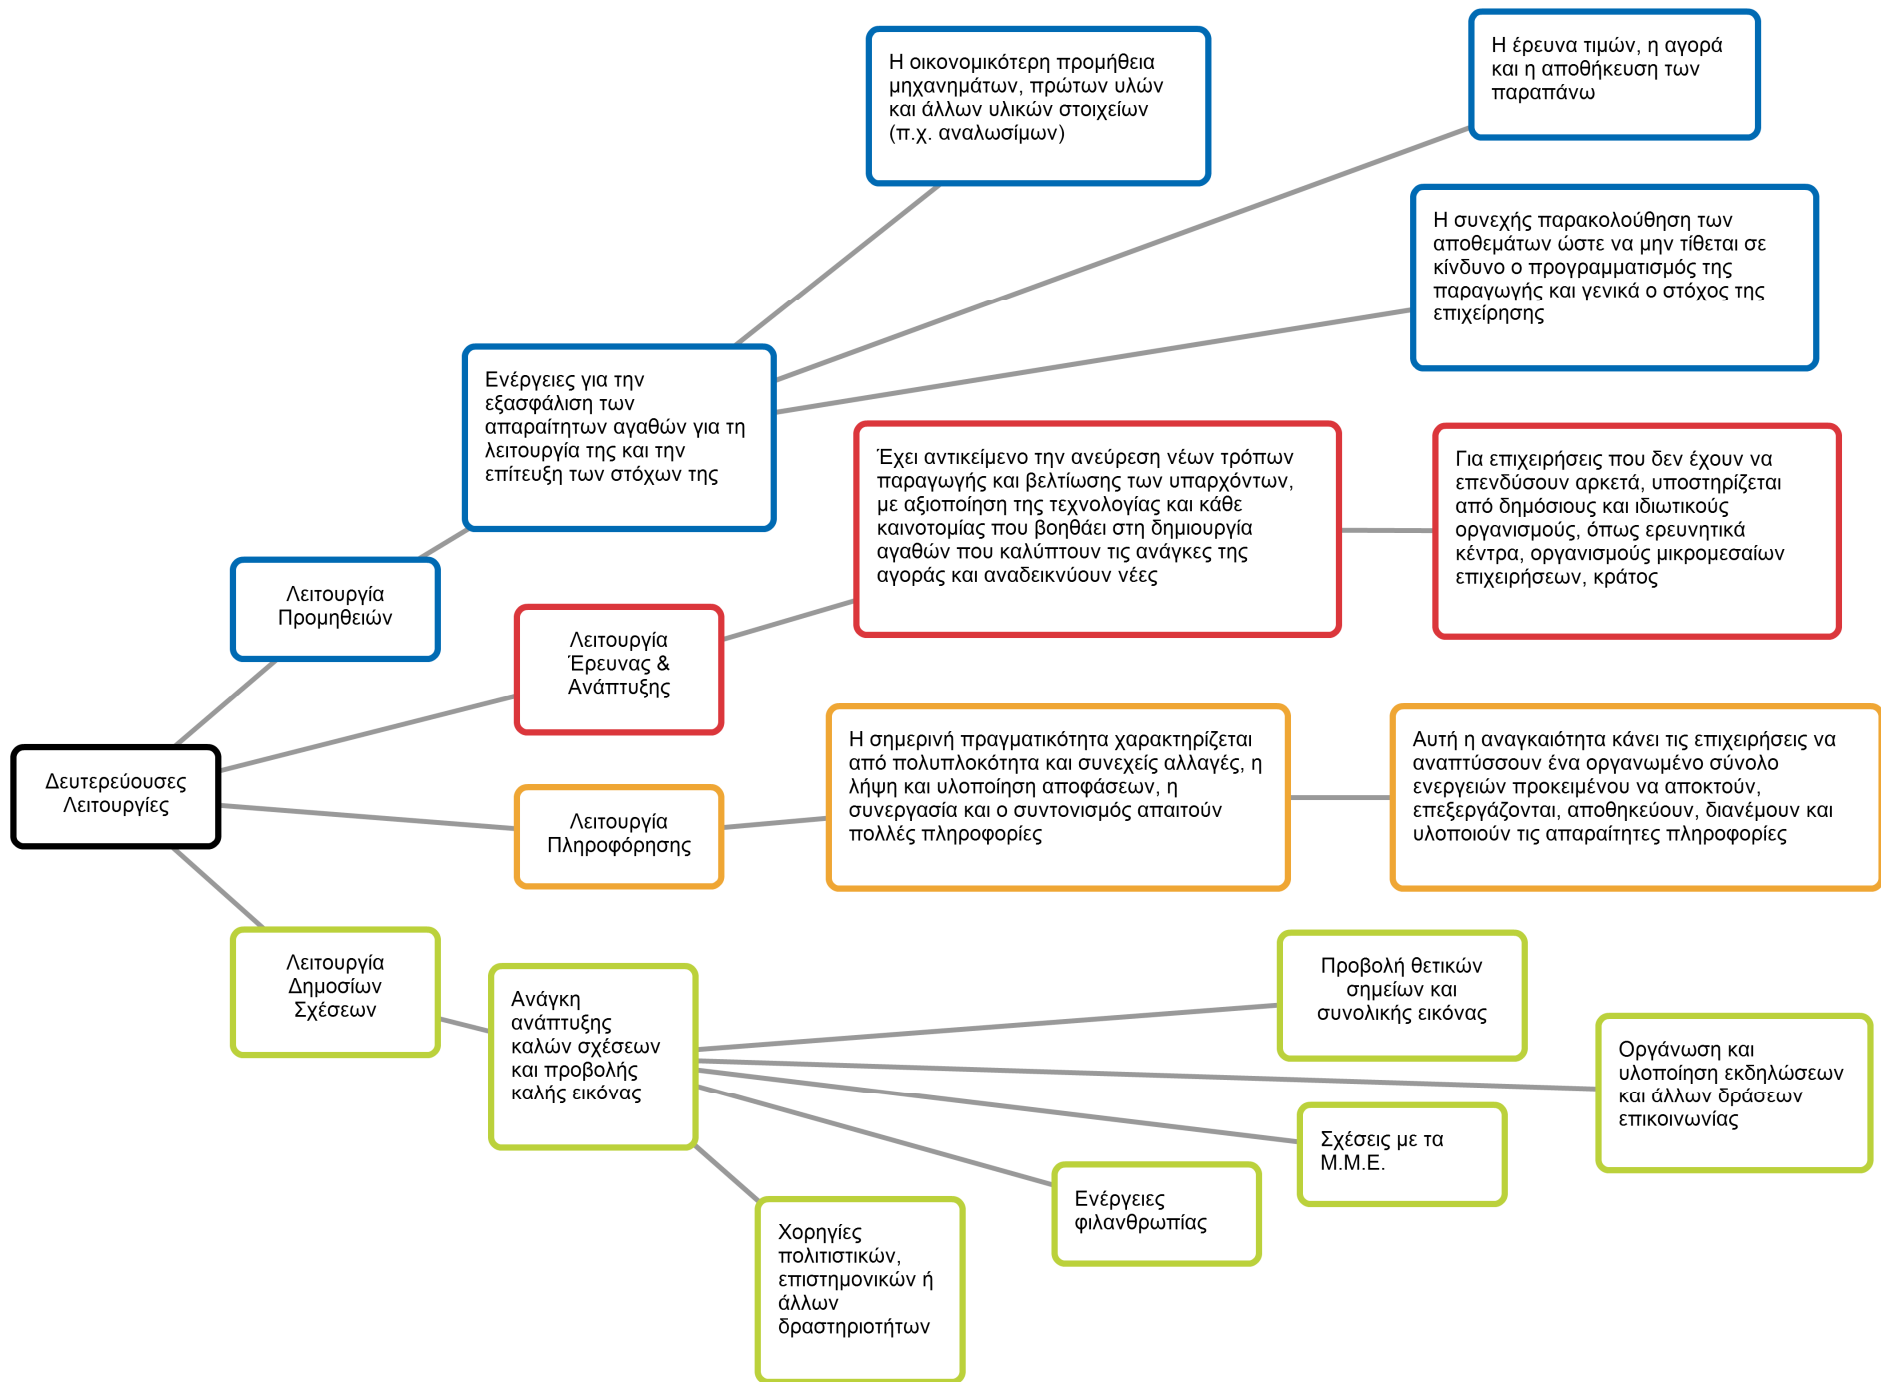 Δευτερεύουσες
Λειτουργίες
Λειτουργία
Προμηθειών
Ενέργειες για την
εξασφάλιση των
απαραίτητων αγαθών για τη
λειτουργία της και την
επίτευξη των στόχων της
Η οικονομικότερη προμήθεια
μηχανημάτων, πρώτων υλών
και άλλων υλικών στοιχείων
(π.χ. αναλωσίμων)
Η έρευνα τιμών, η αγορά
και η αποθήκευση των
παραπάνω
Η συνεχής παρακολούθηση των
αποθεμάτων ώστε να μην τίθεται σε
κίνδυνο ο προγραμματισμός της
παραγωγής και γενικά ο στόχος της
επιχείρησης
Λειτουργία
Έρευνας &
Ανάπτυξης
Έχει αντικείμενο την ανεύρεση νέων τρόπων
παραγωγής και βελτίωσης των υπαρχόντων,
με αξιοποίηση της τεχνολογίας και κάθε
καινοτομίας που βοηθάει στη δημιουργία
αγαθών που καλύπτουν τις ανάγκες της
αγοράς και αναδεικνύουν νέες
Για επιχειρήσεις που δεν έχουν να
επενδύσουν αρκετά, υποστηρίζεται
από δημόσιους και ιδιωτικούς
οργανισμούς, όπως ερευνητικά
κέντρα, οργανισμούς μικρομεσαίων
επιχειρήσεων, κράτος
Λειτουργία
Πληροφόρησης
Η σημερινή πραγματικότητα χαρακτηρίζεται
από πολυπλοκότητα και συνεχείς αλλαγές, η
λήψη και υλοποίηση αποφάσεων, η
συνεργασία και ο συντονισμός απαιτούν
πολλές πληροφορίες
Αυτή η αναγκαιότητα κάνει τις επιχειρήσεις να
αναπτύσσουν ένα οργανωμένο σύνολο
ενεργειών προκειμένου να αποκτούν,
επεξεργάζονται, αποθηκεύουν, διανέμουν και
υλοποιούν τις απαραίτητες πληροφορίες
Λειτουργία
Δημοσίων
Σχέσεων
Ανάγκη
ανάπτυξης
καλών σχέσεων
και προβολής
καλής εικόνας
Προβολή θετικών
σημείων και
συνολικής εικόνας
Οργάνωση και
υλοποίηση εκδηλώσεων
και άλλων δράσεων
επικοινωνίας
Σχέσεις με τα
Μ.Μ.Ε.
Ενέργειες
φιλανθρωπίας
Χορηγίες
πολιτιστικών,
επιστημονικών ή
άλλων
δραστηριοτήτων